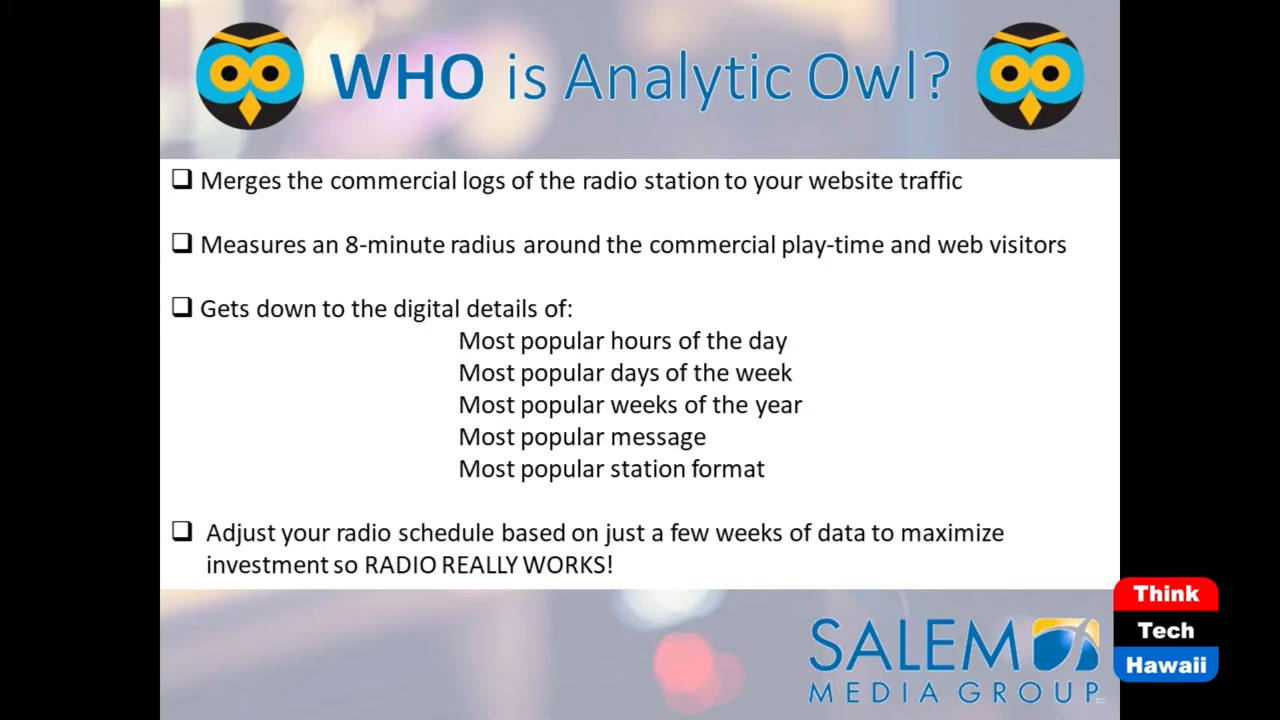 WHO is Analytic Owl?
Merges the commercial logs of the radio station to your website traffic
Measures an 8-minute radius around the commercial play-time and web visitors
Gets down to the digital details of:
Most popular hours of the day
Most popular days of the week
Most popular weeks of the year
Most popular message
Most popular station format
Adjust your radio schedule based on just a few weeks of data to maximize
investment so RADIO REALLY WORKS!
SALEM
MEDIA GROUP
Think
Tech
Hawaii